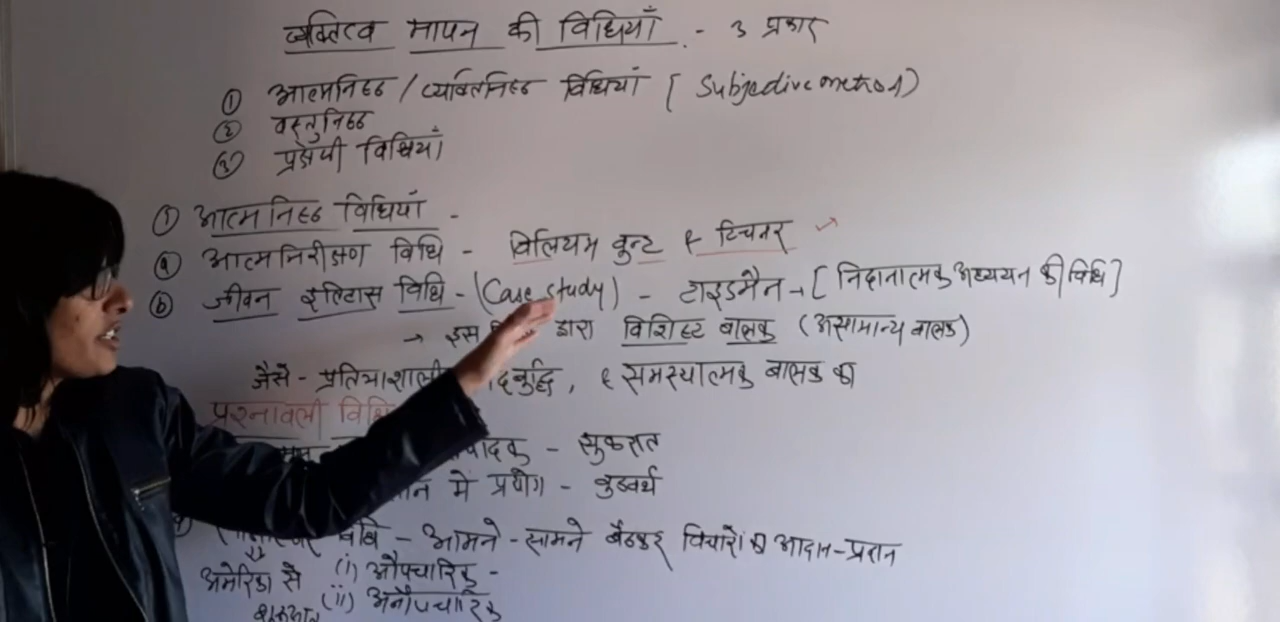 व्यक्तित्व मापन की विधियाँ - 3 प्रकार
① आत्मनिष्ठ / व्यक्तिनिष्ठ विधियाँ [ Subjective method)
② वस्तुनिष्ठ
③ प्रक्षेपी विधियाँ
① आत्मनिष्ठ विधियाँ -
ⓐ आत्मनिरीक्षण विधि - विलियम वुन्ट & टिचनर
ⓑ जीवन इतिहास विधि - (Case study) - टाइडमैन → [ निदानात्मक अध्ययन की विधि ]
→ इस द्वारा विशिष्ट बालक (असामान्य बालक)
जैसे - प्रतिभाशाली बुद्धि, & समस्यात्मक बालक का
प्रश्नावली विधि
- सुकरात
में प्रयोग - वुडवर्थ
विधि - आमने - सामने बैठकर विचारों का आदान - प्रदान
अमेरिका से (i) औपचारिक -
(ii) अनौपचारिक